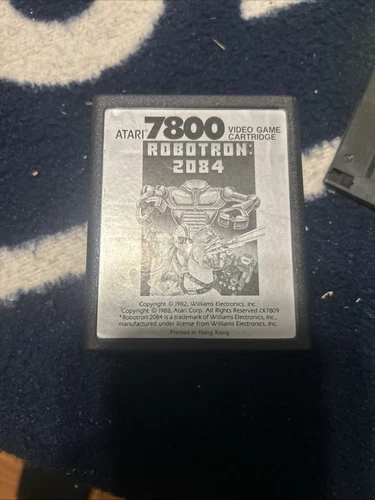 ATARI 7800 VIDEO GAME CARTRIDGE
ROBOTRON:
2084
Copyright © 1982, Williams Electronics, Inc.
Copyright © 1988, Atari Corp. All Rights Reserved CX7809
*Robotron:2084 is a trademark of Williams Electronics, Inc.,
manufactured under license from Williams Electronics, Inc.
Printed in Hong Kong